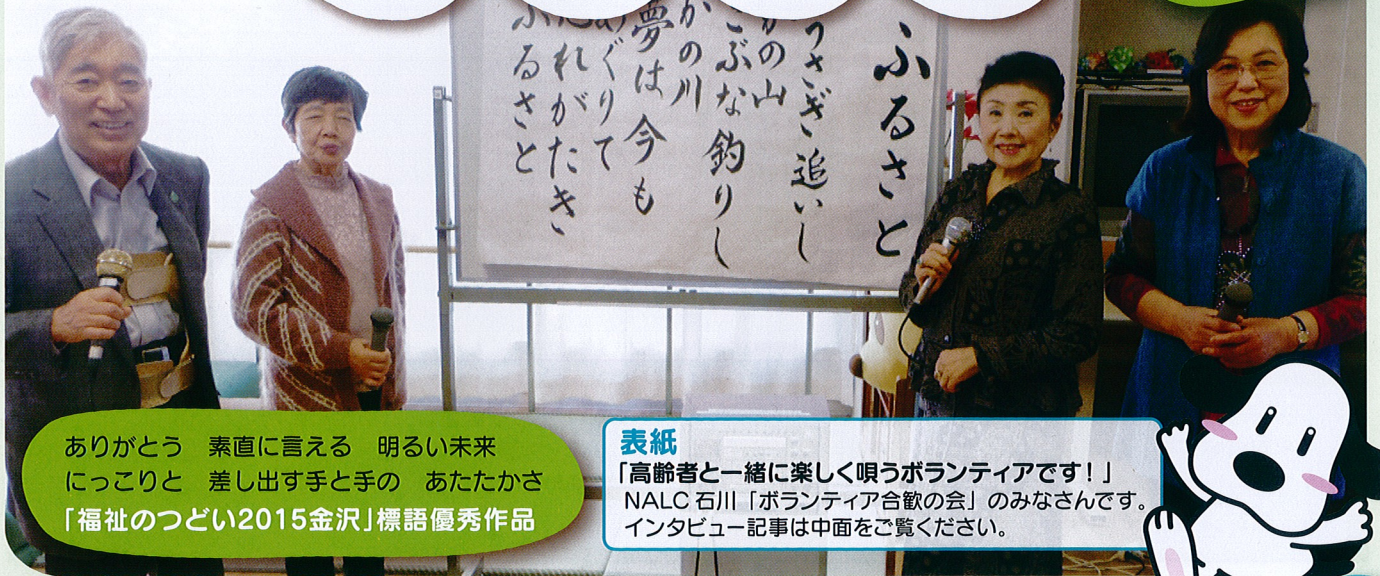 ふるさと
うさぎ追いし
かの山
こぶな釣りし
かの川
夢は今も
めぐりて
忘れがたき
ふるさと
ありがとう　素直に言える　明るい未来
にっこりと　差し出す手と手の　あたたかさ
「福祉のつどい2015金沢」標語優秀作品
表紙
「高齢者と一緒に楽しく唄うボランティアです！」
NALC石川「ボランティア合歓の会」のみなさんです。
インタビュー記事は中面をご覧ください。